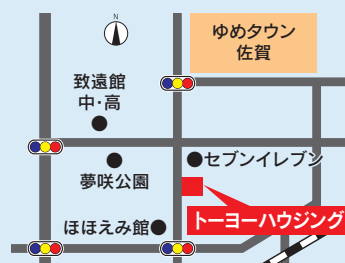 N
ゆめタウン
佐賀
致遠館
中・高
セブンイレブン
夢咲公園
トーヨーハウジング
ほほえみ館